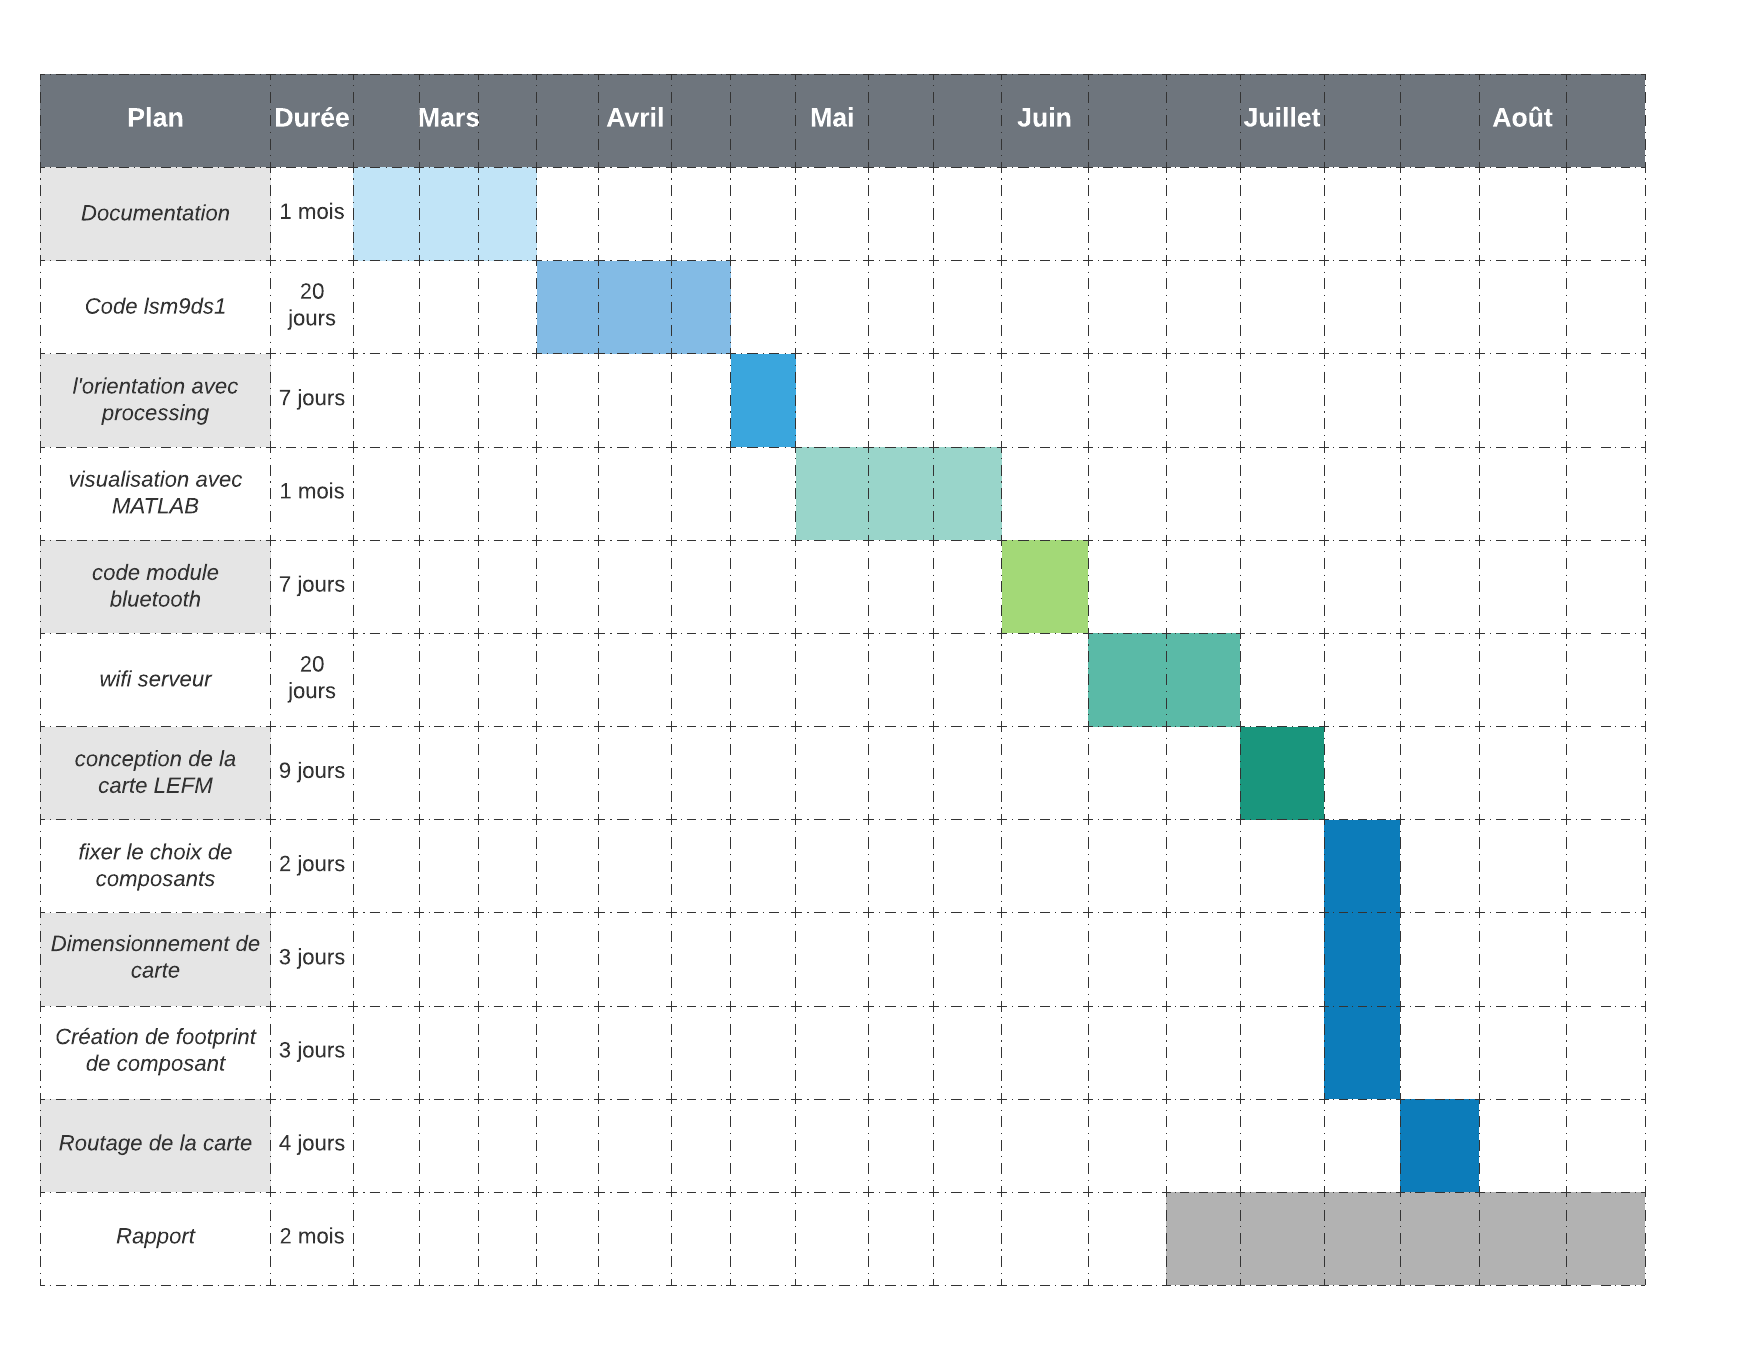 Plan Durée Mars Avril Mai Juin Juillet Août
Documentation 1 mois
Code lsm9ds1 20
jours
l'orientation avec
processing 7 jours
visualisation avec
MATLAB 1 mois
code module
bluetooth 7 jours
wifi serveur 20
jours
conception de la
carte LEFM 9 jours
fixer le choix de
composants 2 jours
Dimensionnement de
carte 3 jours
Création de footprint
de composant 3 jours
Routage de la carte 4 jours
Rapport 2 mois